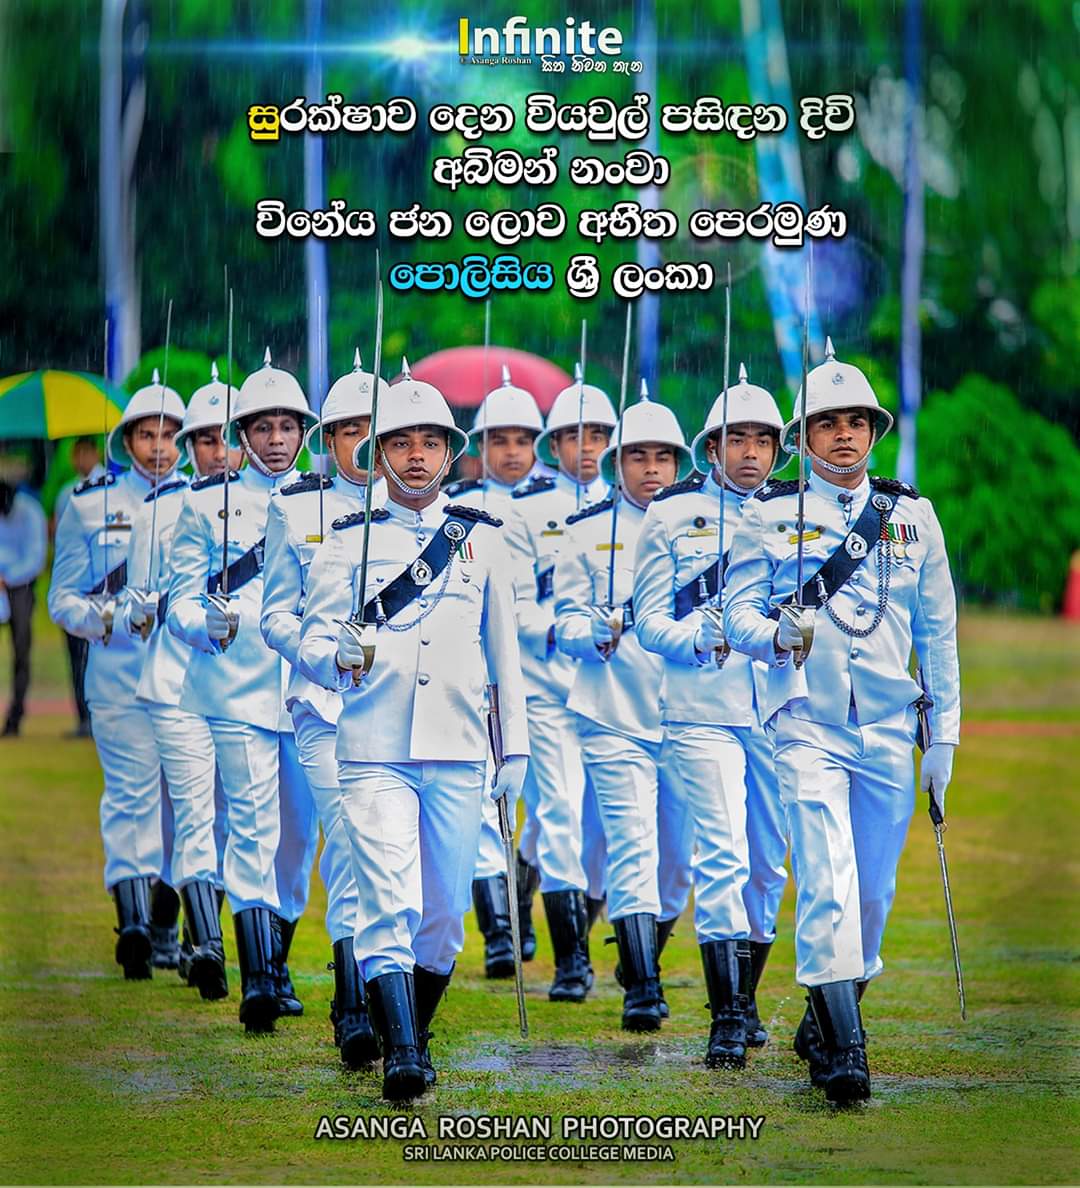 Infinite
© Asanga Roshan සිත නිවන තැන
සුරක්ෂාව දෙන වියවුල් පසිඳන දිවි
අබිමන් නංවා
විනේය ජන ලොව අභීත පෙරමුණ
පොලිසිය ශ්‍රී ලංකා
ASANGA ROSHAN PHOTOGRAPHY
SRI LANKA POLICE COLLEGE MEDIA